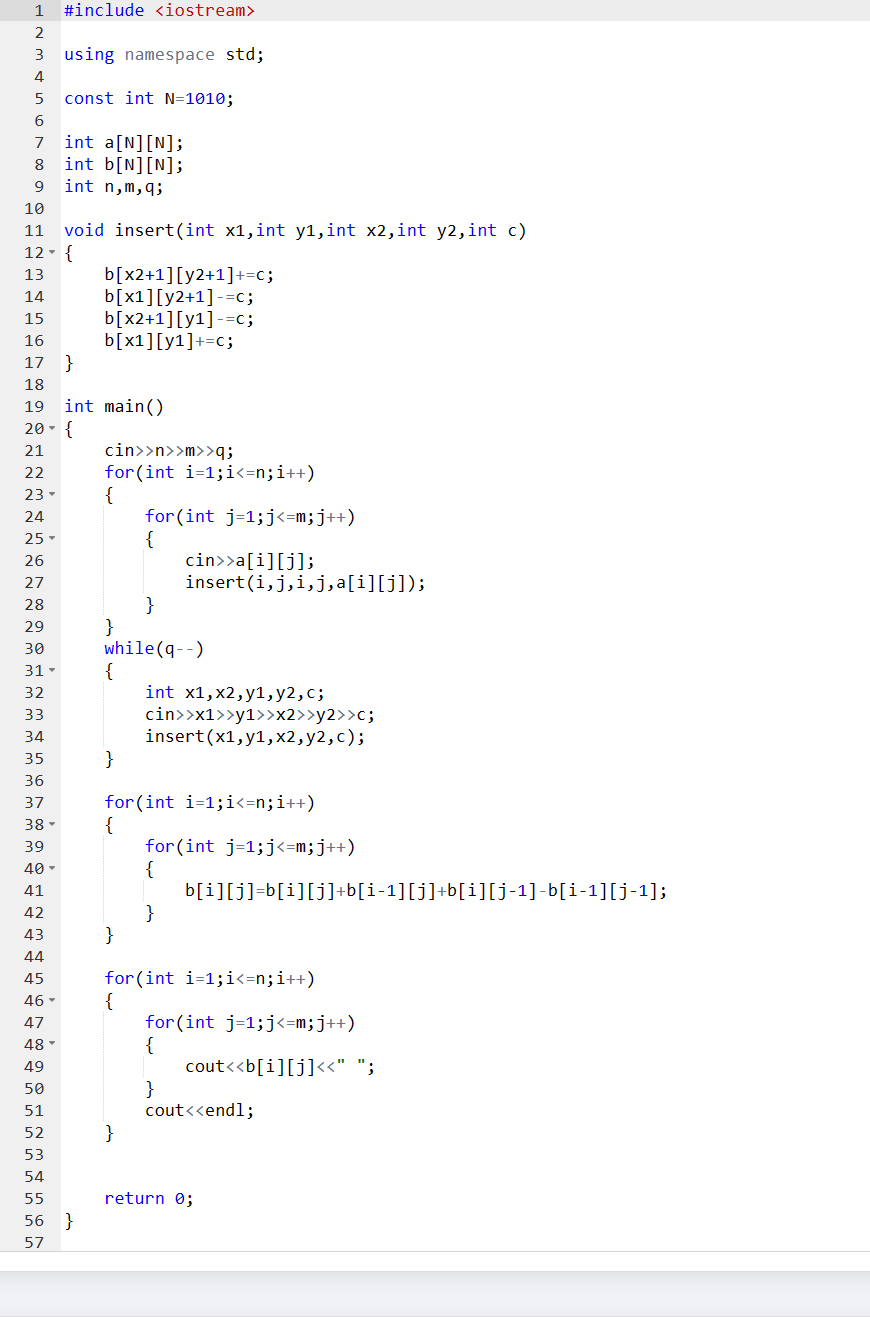 1 #include <iostream>
2
3 using namespace std;
4
5 const int N=1010;
6
7 int a[N][N];
8 int b[N][N];
9 int n,m,q;
10
11 void insert(int x1,int y1,int x2,int y2,int c)
12 {
13     b[x2+1][y2+1]+=c;
14     b[x1][y2+1]-=c;
15     b[x2+1][y1]-=c;
16     b[x1][y1]+=c;
17 }
18
19 int main()
20 {
21     cin>>n>>m>>q;
22     for(int i=1;i<=n;i++)
23     {
24         for(int j=1;j<=m;j++)
25         {
26             cin>>a[i][j];
27             insert(i,j,i,j,a[i][j]);
28         }
29     }
30     while(q--)
31     {
32         int x1,x2,y1,y2,c;
33         cin>>x1>>y1>>x2>>y2>>c;
34         insert(x1,y1,x2,y2,c);
35     }
36
37     for(int i=1;i<=n;i++)
38     {
39         for(int j=1;j<=m;j++)
40         {
41             b[i][j]=b[i][j]+b[i-1][j]+b[i][j-1]-b[i-1][j-1];
42         }
43     }
44
45     for(int i=1;i<=n;i++)
46     {
47         for(int j=1;j<=m;j++)
48         {
49             cout<<b[i][j]<<" ";
50         }
51         cout<<endl;
52     }
53
54
55     return 0;
56 }
57